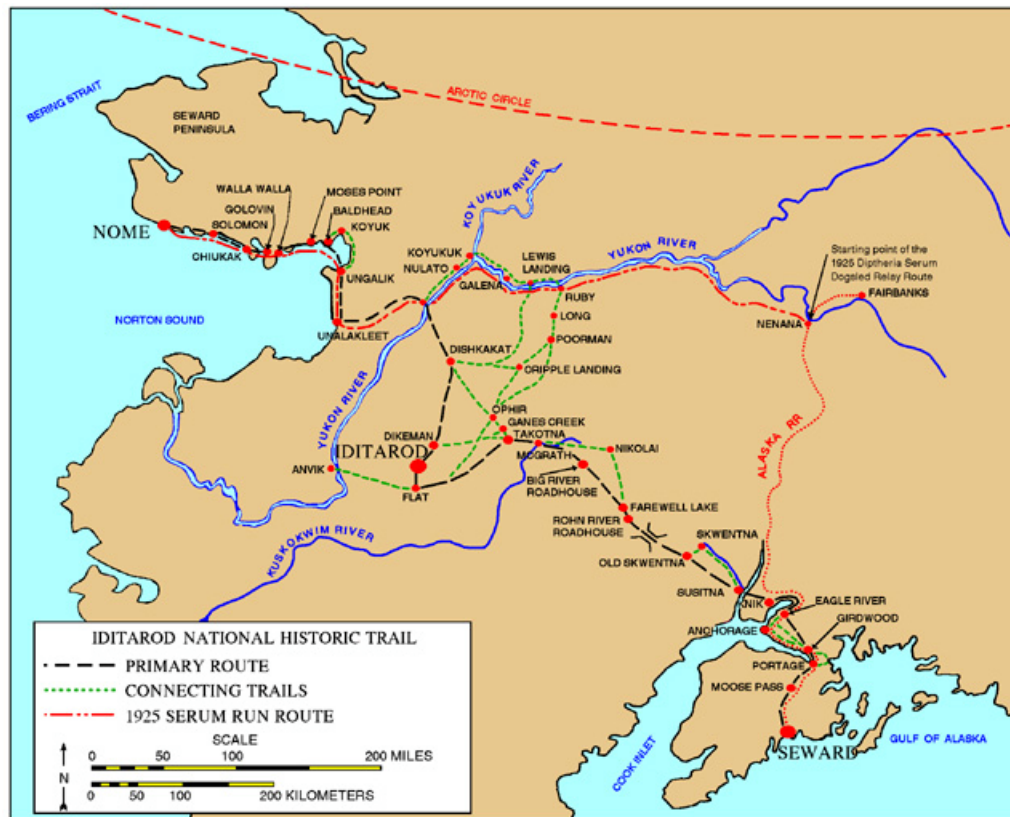 ARCTIC CIRCLE
BERING STRAIT
SEWARD
PENINSULA
WALLA WALLA
GOLOVIN
SOLOMON
MOSES POINT
BALDHEAD
KOYUK
NOME
CHIUKAK
UNGALIK
KOYUKUK RIVER
KOYUKUK
NULATO
LEWIS
LANDING
GALENA
YUKON RIVER
RUBY
Starting point of the
1925 Diptheria Serum
Dogsled Relay Route
FAIRBANKS
NENANA
NORTON SOUND
UNALAKLEET
LONG
POORMAN
DISHKAKAT
CRIPPLE LANDING
YUKON RIVER
OPHIR
GANES CREEK
TAKOTNA
DIKEMAN
IDITAROD
MCGRATH
NIKOLAI
ANVIK
FLAT
BIG RIVER
ROADHOUSE
ALASKA RR
KUSKOKWIM RIVER
FAREWELL LAKE
ROHN RIVER
ROADHOUSE
SKWENTNA
OLD SKWENTNA
SUSITNA
KNIK
EAGLE RIVER
GIRDWOOD
ANCHORAGE
PORTAGE
MOOSE PASS
SEWARD
COOK INLET
GULF OF ALASKA
IDITAROD NATIONAL HISTORIC TRAIL
PRIMARY ROUTE
CONNECTING TRAILS
1925 SERUM RUN ROUTE
SCALE
0 50 100 200 MILES
0 50 100 200 KILOMETERS
N